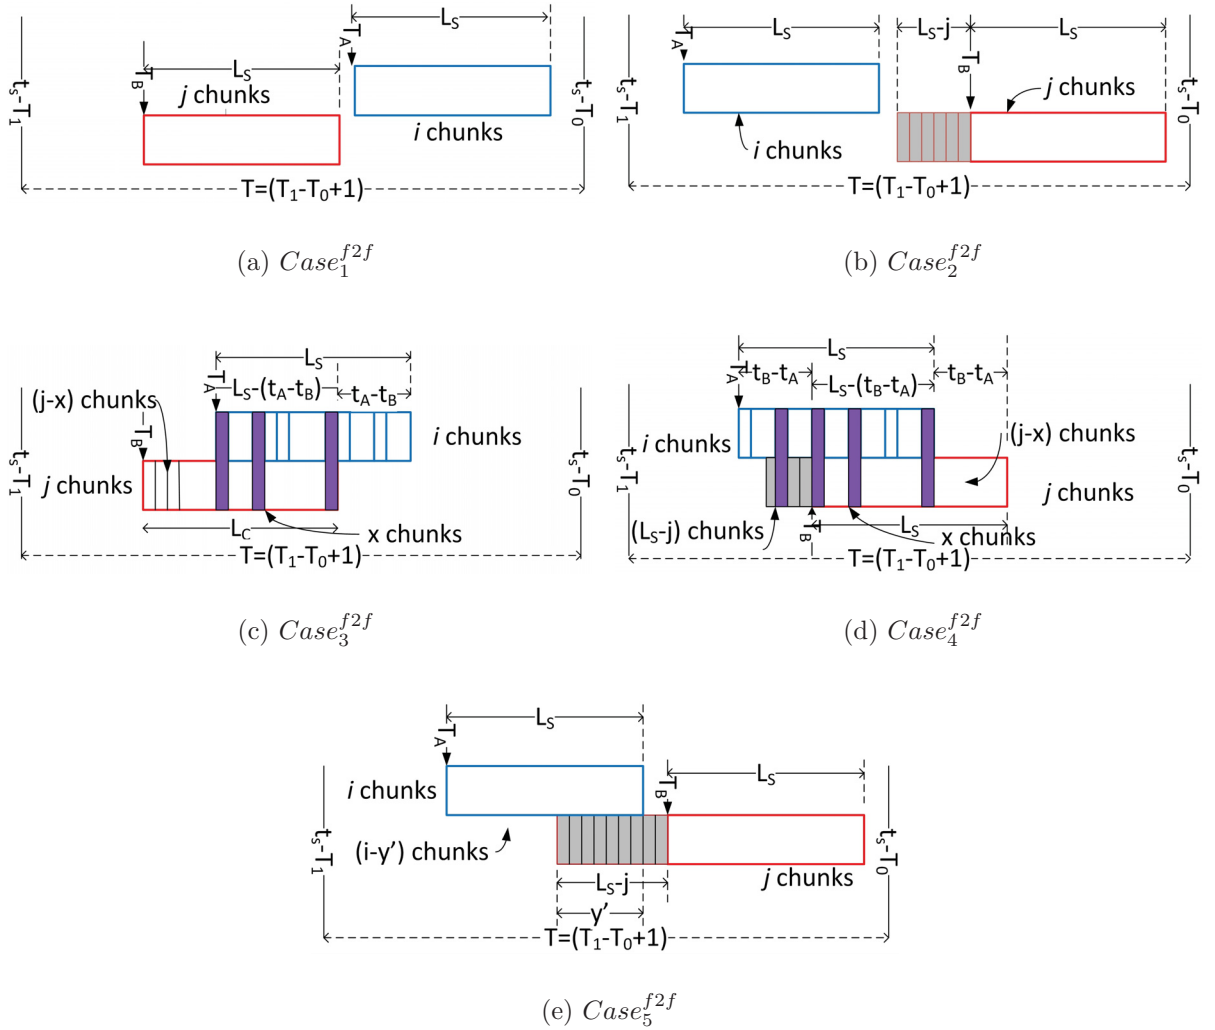 L_S
T_A
t_s-T_1
T_B
L_S
j chunks
i chunks
t_s-T_0
T=(T_1-T_0+1)
(a) Case_1^{f2f}
L_S
L_S-j
L_S
T_A
T_B
t_s-T_1
j chunks
i chunks
t_s-T_0
T=(T_1-T_0+1)
(b) Case_2^{f2f}
L_S
T_A
L_S-(t_A-t_B)
t_A-t_B
(j-x) chunks
T_B
i chunks
t_s-T_1
j chunks
t_s-T_0
L_C
x chunks
T=(T_1-T_0+1)
(c) Case_3^{f2f}
L_S
T_A
t_B-t_A
L_S-(t_B-t_A)
t_B-t_A
i chunks
(j-x) chunks
t_s-T_1
j chunks
t_s-T_0
(L_S-j) chunks
T_B
L_S
x chunks
T=(T_1-T_0+1)
(d) Case_4^{f2f}
L_S
T_A
T_B
L_S
i chunks
t_s-T_1
(i-y') chunks
t_s-T_0
L_S-j
j chunks
y'
T=(T_1-T_0+1)
(e) Case_5^{f2f}